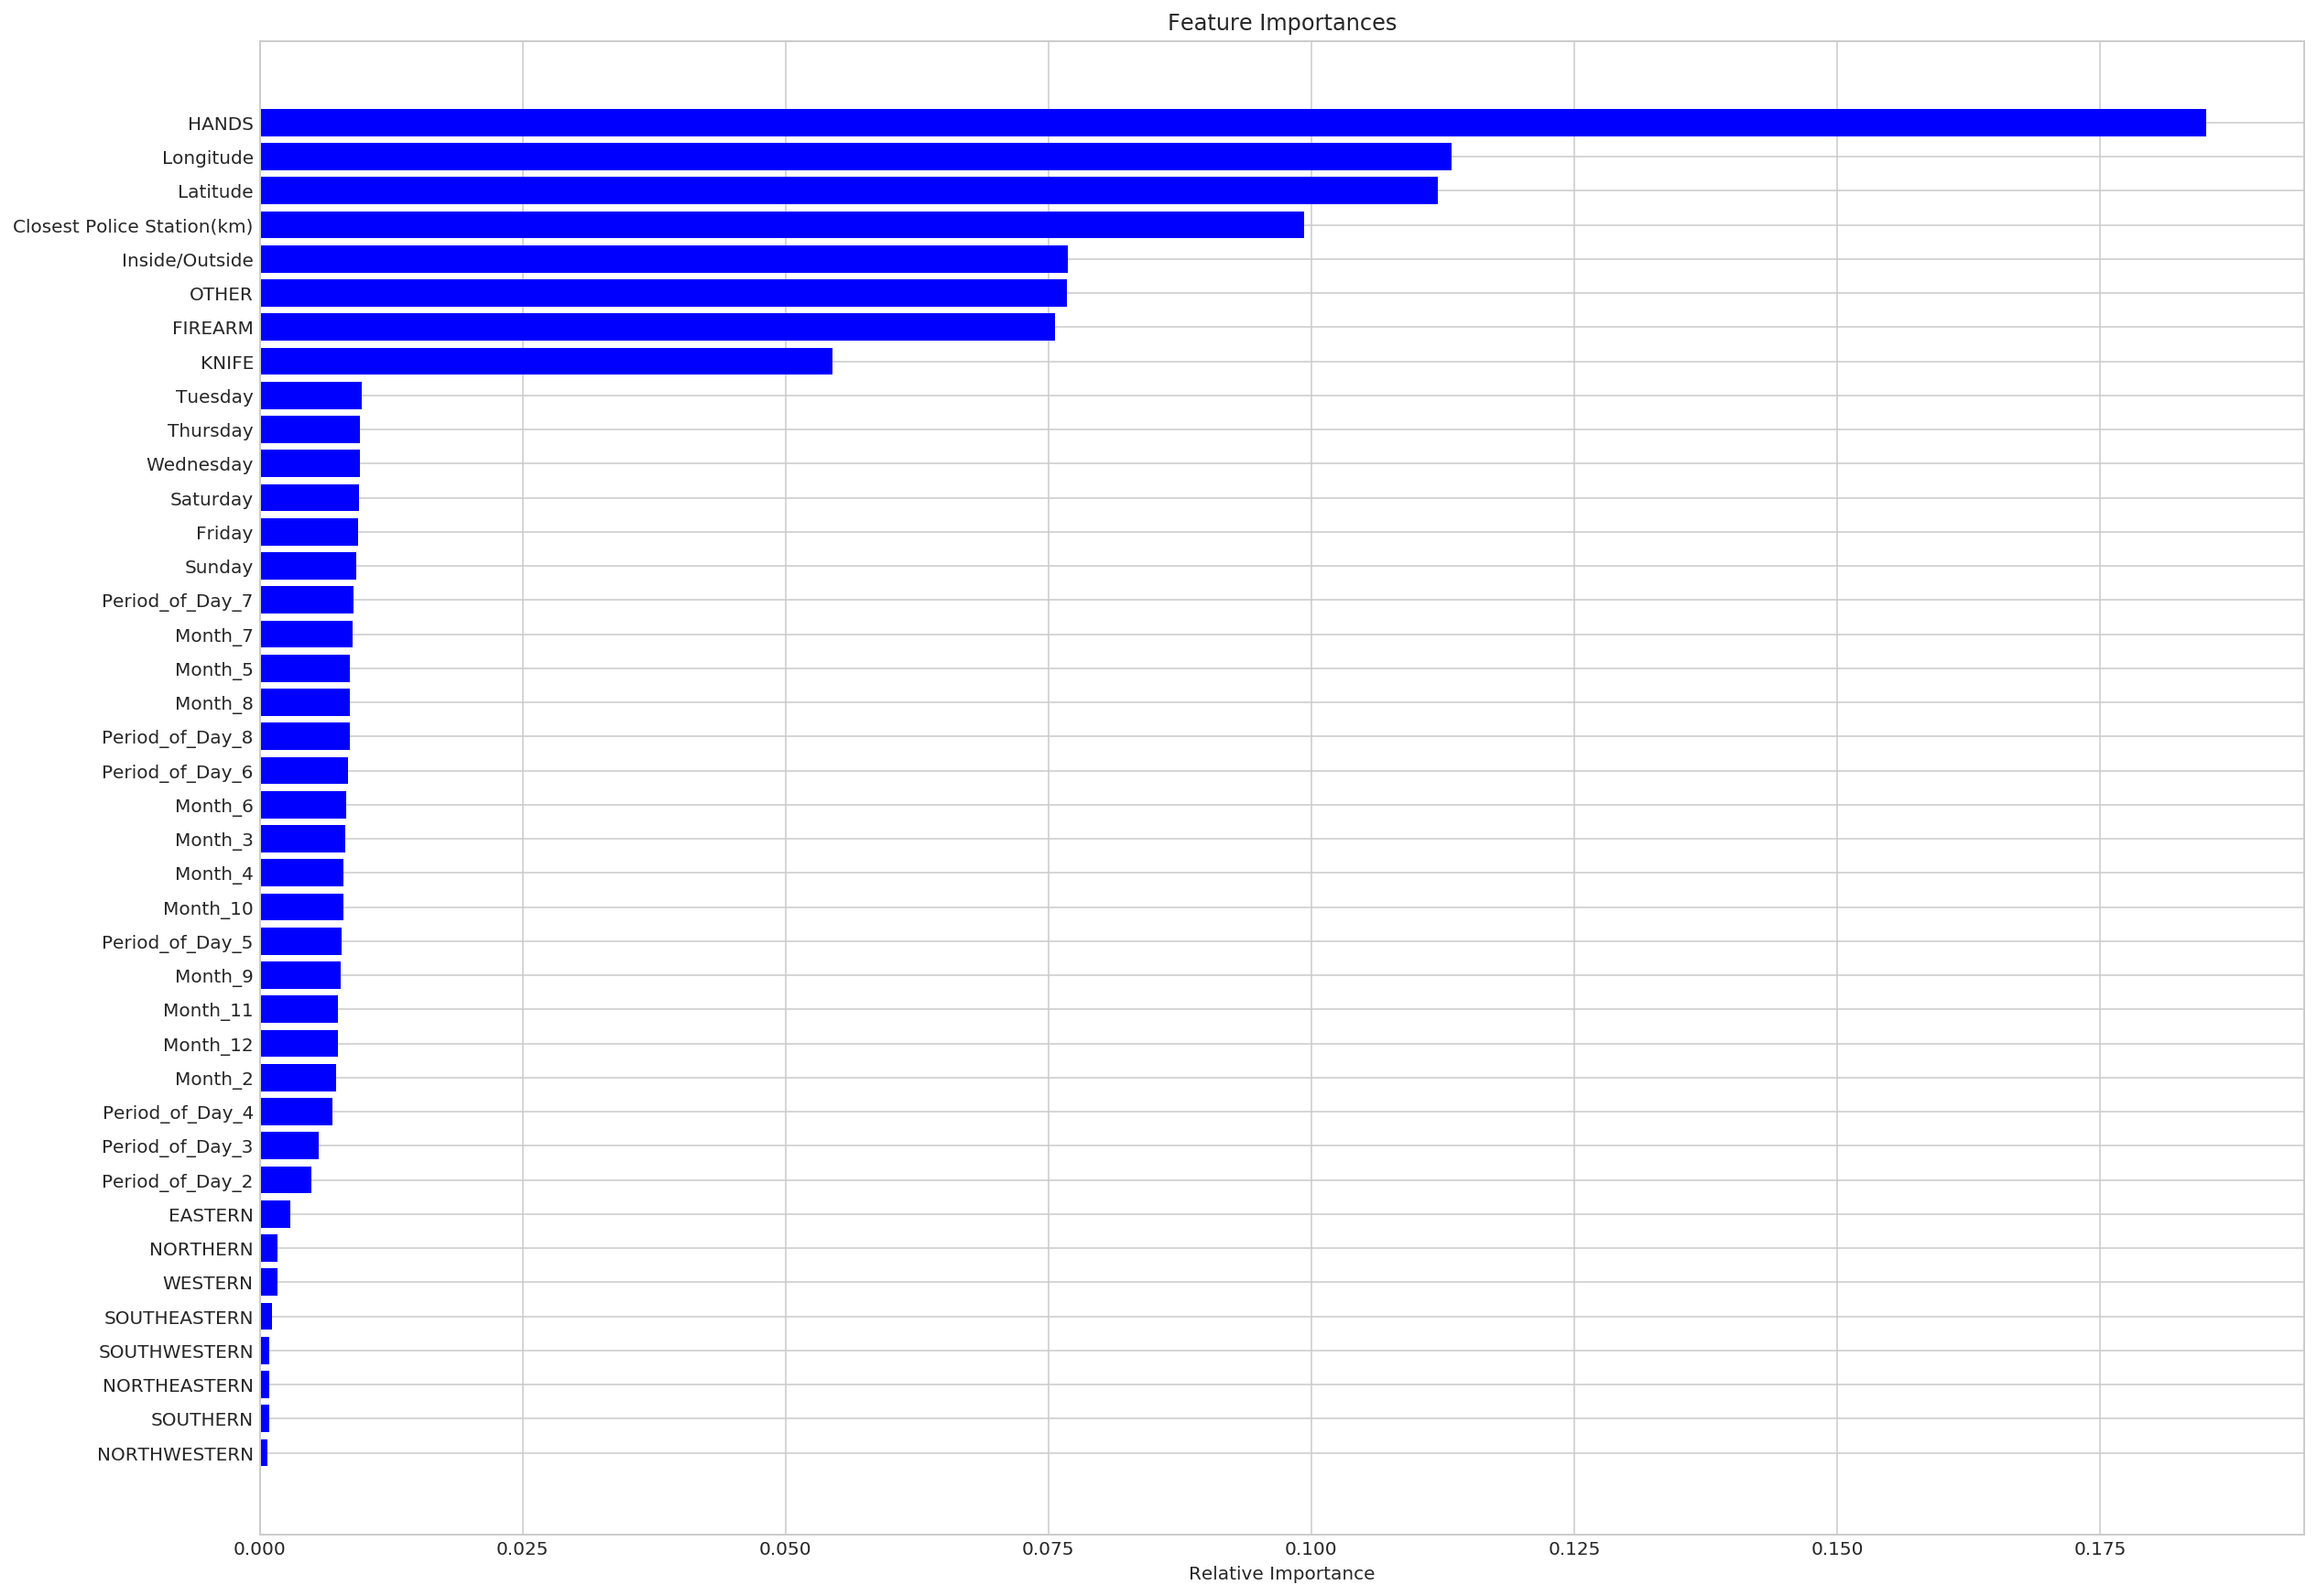 Feature Importances
HANDS
Longitude
Latitude
Closest Police Station(km)
Inside/Outside
OTHER
FIREARM
KNIFE
Tuesday
Thursday
Wednesday
Saturday
Friday
Sunday
Period_of_Day_7
Month_7
Month_5
Month_8
Period_of_Day_8
Period_of_Day_6
Month_6
Month_3
Month_4
Month_10
Period_of_Day_5
Month_9
Month_11
Month_12
Month_2
Period_of_Day_4
Period_of_Day_3
Period_of_Day_2
EASTERN
NORTHERN
WESTERN
SOUTHEASTERN
SOUTHWESTERN
NORTHEASTERN
SOUTHERN
NORTHWESTERN
0.000 0.025 0.050 0.075 0.100 0.125 0.150 0.175
Relative Importance